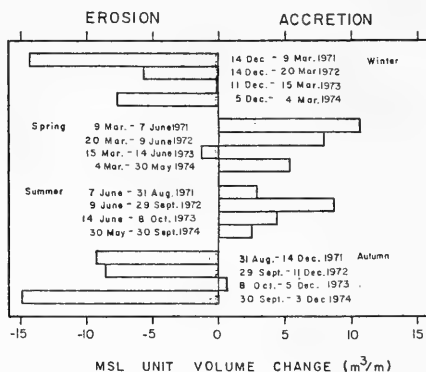 EROSION ACCRETION
14 Dec. - 9 Mar. 1971 Winter
14 Dec. - 20 Mar 1972
11 Dec. - 15 Mar. 1973
5 Dec. - 4 Mar. 1974
Spring 9 Mar. - 7 June 1971
20 Mar. - 9 June 1972
15 Mar. - 14 June 1973
4 Mar. - 30 May 1974
Summer 7 June - 31 Aug. 1971
9 June - 29 Sept. 1972
14 June - 8 Oct. 1973
30 May - 30 Sept. 1974
31 Aug. - 14 Dec. 1971 Autumn
29 Sept. - 11 Dec. 1972
8 Oct. - 5 Dec. 1973
30 Sept. - 3 Dec 1974
-15 -10 -5 0 5 10 15
MSL UNIT VOLUME CHANGE (m³/m)